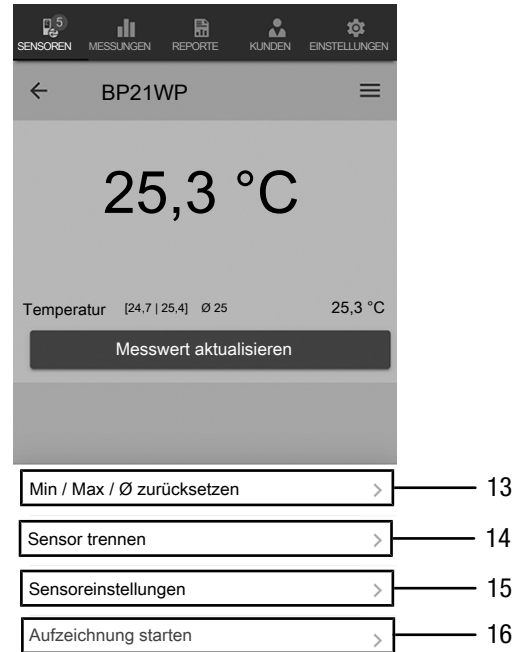 5
SENSOREN MESSUNGEN REPORTE KUNDEN EINSTELLUNGEN
BP21WP
25,3 °C
Temperatur [24,7 | 25,4] Ø 25 25,3 °C
Messwert aktualisieren
Min / Max / Ø zurücksetzen 13
Sensor trennen 14
Sensoreinstellungen 15
Aufzeichnung starten 16